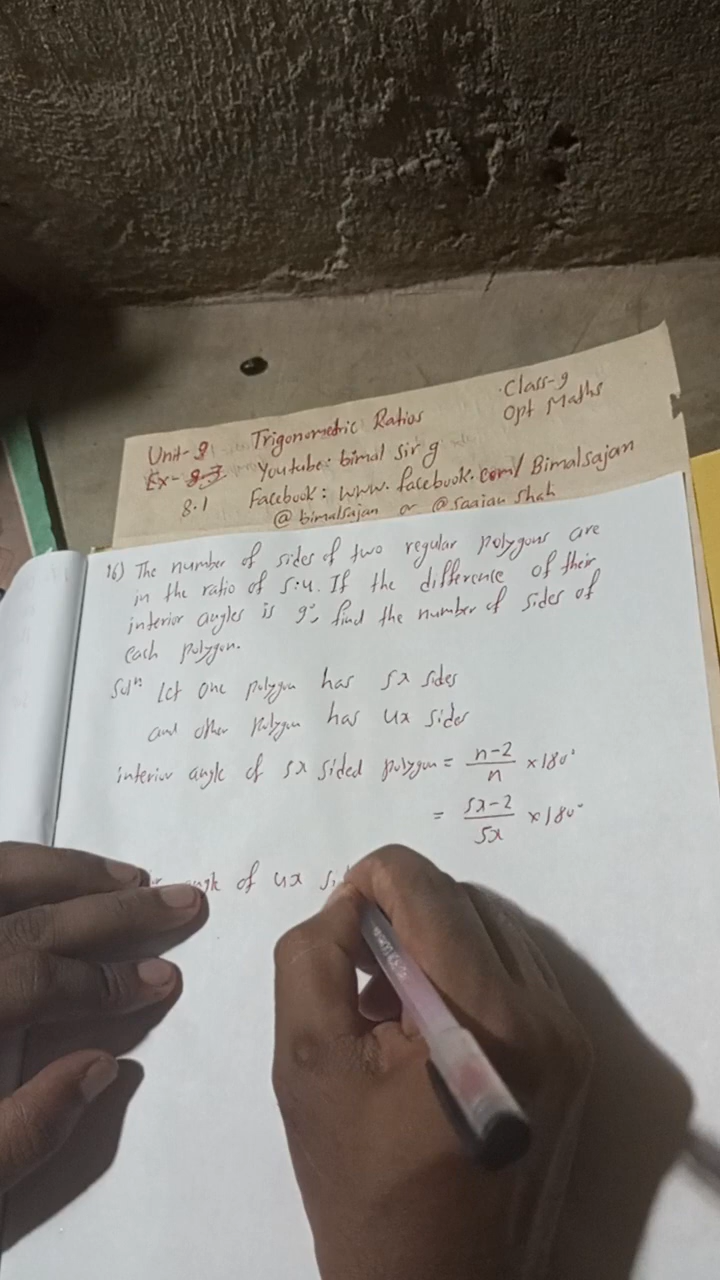 Unit-8 Trigonometric Ratios
Class-9
Opt Maths
Ex-
8.1
Youtube: bimal sir g
Facebook: www.facebook.com/Bimalsajan
@bimalsajan or @saajan shah
16) The number of sides of two regular polygons are
in the ratio of 5:4. If the difference of their
interior angles is 9°, find the number of sides of
each polygon.
Solⁿ Let one polygon has 5x sides
and other polygon has 4x sides
interior angle of 5x sided polygon = n-2/n × 180°
= 5x-2/5x × 180°
angle of 4x